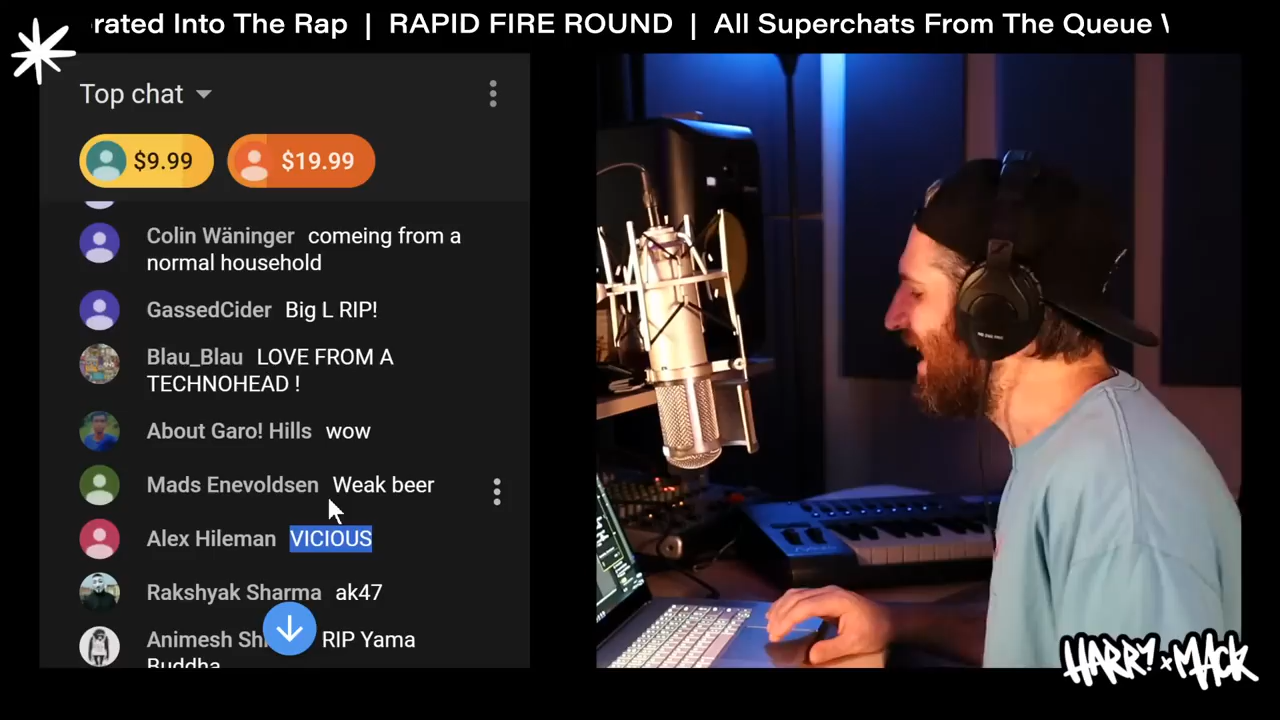 rated Into The Rap | RAPID FIRE ROUND | All Superchats From The Queue
Top chat
$9.99 $19.99
Colin Wäninger comeing from a
normal household
GassedCider Big L RIP!
Blau_Blau LOVE FROM A
TECHNOHEAD !
About Garo! Hills wow
Mads Enevoldsen Weak beer
Alex Hileman VICIOUS
Rakshyak Sharma ak47
Animesh Sh RIP Yama
Buddha
HARRY MACK